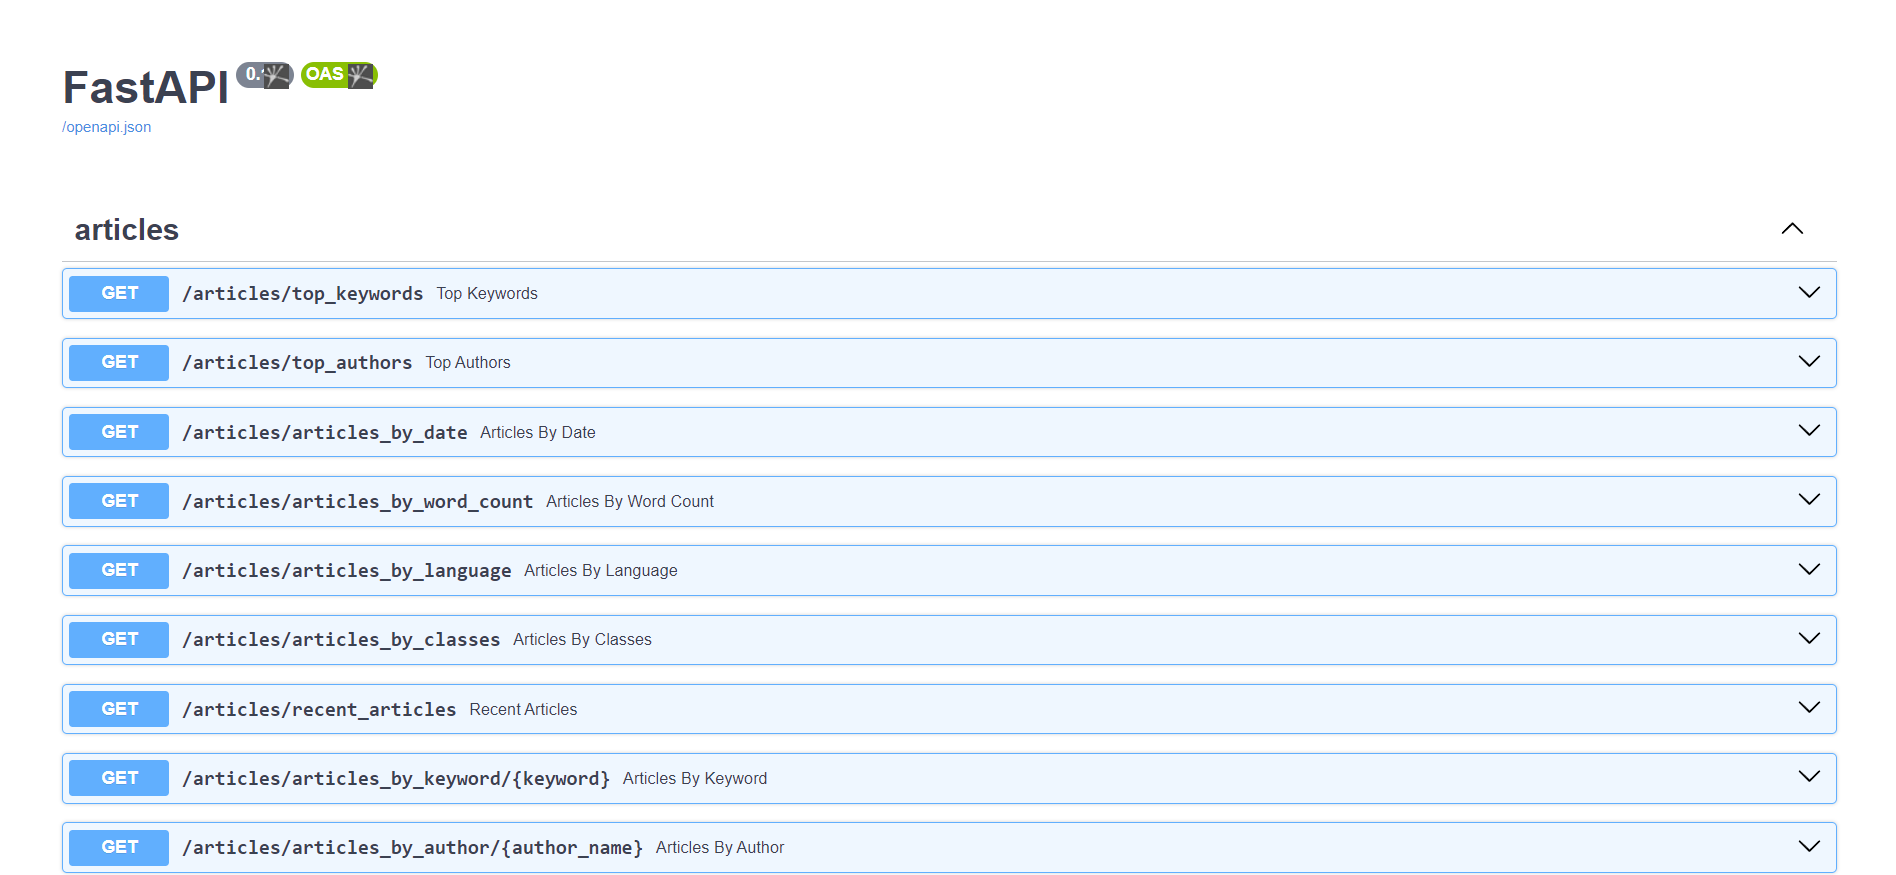 FastAPI 0. OAS
/openapi.json
articles
GET /articles/top_keywords Top Keywords
GET /articles/top_authors Top Authors
GET /articles/articles_by_date Articles By Date
GET /articles/articles_by_word_count Articles By Word Count
GET /articles/articles_by_language Articles By Language
GET /articles/articles_by_classes Articles By Classes
GET /articles/recent_articles Recent Articles
GET /articles/articles_by_keyword/{keyword} Articles By Keyword
GET /articles/articles_by_author/{author_name} Articles By Author